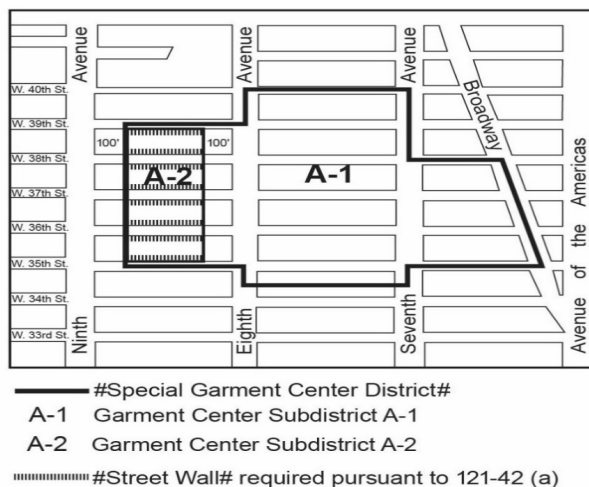 Avenue
Avenue
Avenue
W. 40th St.
Broadway
W. 39th St.
100'
100'
W. 38th St.
A-2
A-1
W. 37th St.
W. 36th St.
W. 35th St.
W. 34th St.
W. 33rd St.
Ninth
Eighth
Seventh
Avenue of the Americas
#Special Garment Center District#
A-1 Garment Center Subdistrict A-1
A-2 Garment Center Subdistrict A-2
#Street Wall# required pursuant to 121-42 (a)